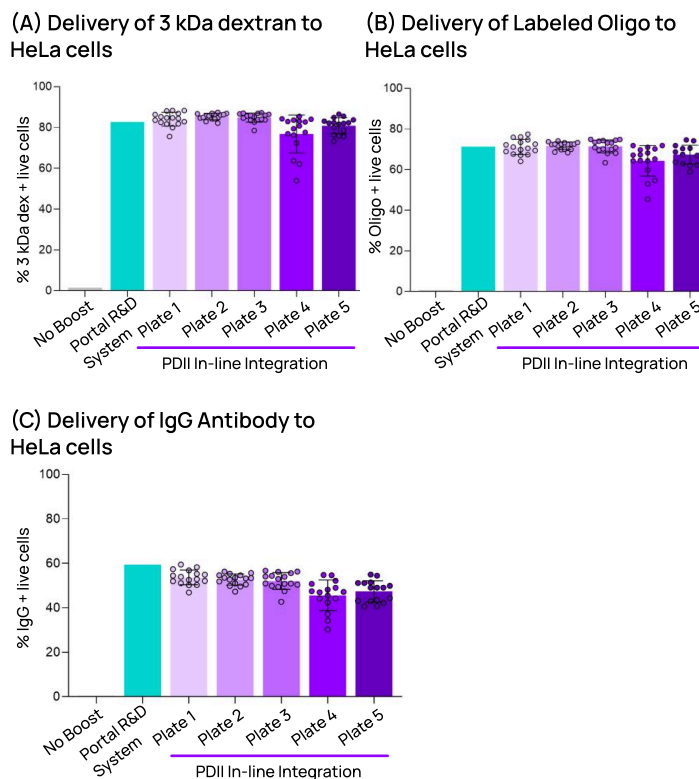 (A) Delivery of 3 kDa dextran to
HeLa cells
% 3 kDa dex + live cells
100
80
60
40
20
0
No Boost
Portal R&D
System
Plate 1
Plate 2
Plate 3
Plate 4
Plate 5
PDII In-line Integration
(B) Delivery of Labeled Oligo to
HeLa cells
% Oligo + live cells
100
80
60
40
20
0
No Boost
Portal R&D
System
Plate 1
Plate 2
Plate 3
Plate 4
Plate 5
PDII In-line Integration
(C) Delivery of IgG Antibody to
HeLa cells
% IgG + live cells
100
80
60
40
20
0
No Boost
Portal R&D
System
Plate 1
Plate 2
Plate 3
Plate 4
Plate 5
PDII In-line Integration